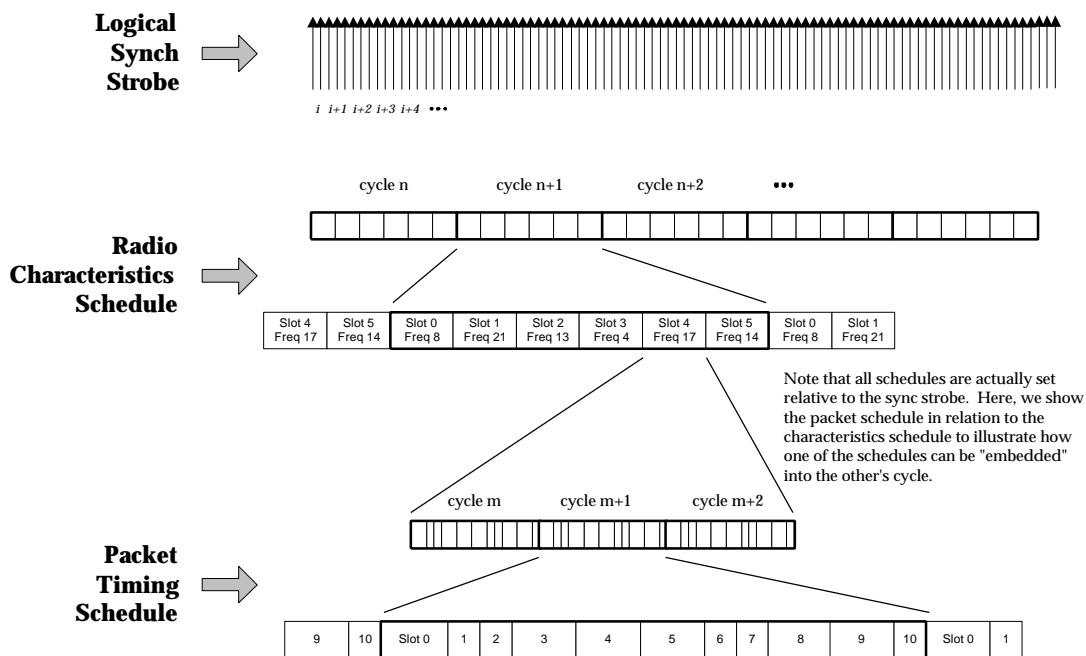 Logical
Synch
Strobe
i i+1 i+2 i+3 i+4 •••
cycle n cycle n+1 cycle n+2 •••
Radio
Characteristics
Schedule
Slot 4 Slot 5 Slot 0 Slot 1 Slot 2 Slot 3 Slot 4 Slot 5 Slot 0 Slot 1
Freq 17 Freq 14 Freq 8 Freq 21 Freq 13 Freq 4 Freq 17 Freq 14 Freq 8 Freq 21
Note that all schedules are actually set
relative to the sync strobe. Here, we show
the packet schedule in relation to the
characteristics schedule to illustrate how
one of the schedules can be "embedded"
into the other's cycle.
cycle m cycle m+1 cycle m+2
Packet
Timing
Schedule
9 10 Slot 0 1 2 3 4 5 6 7 8 9 10 Slot 0 1